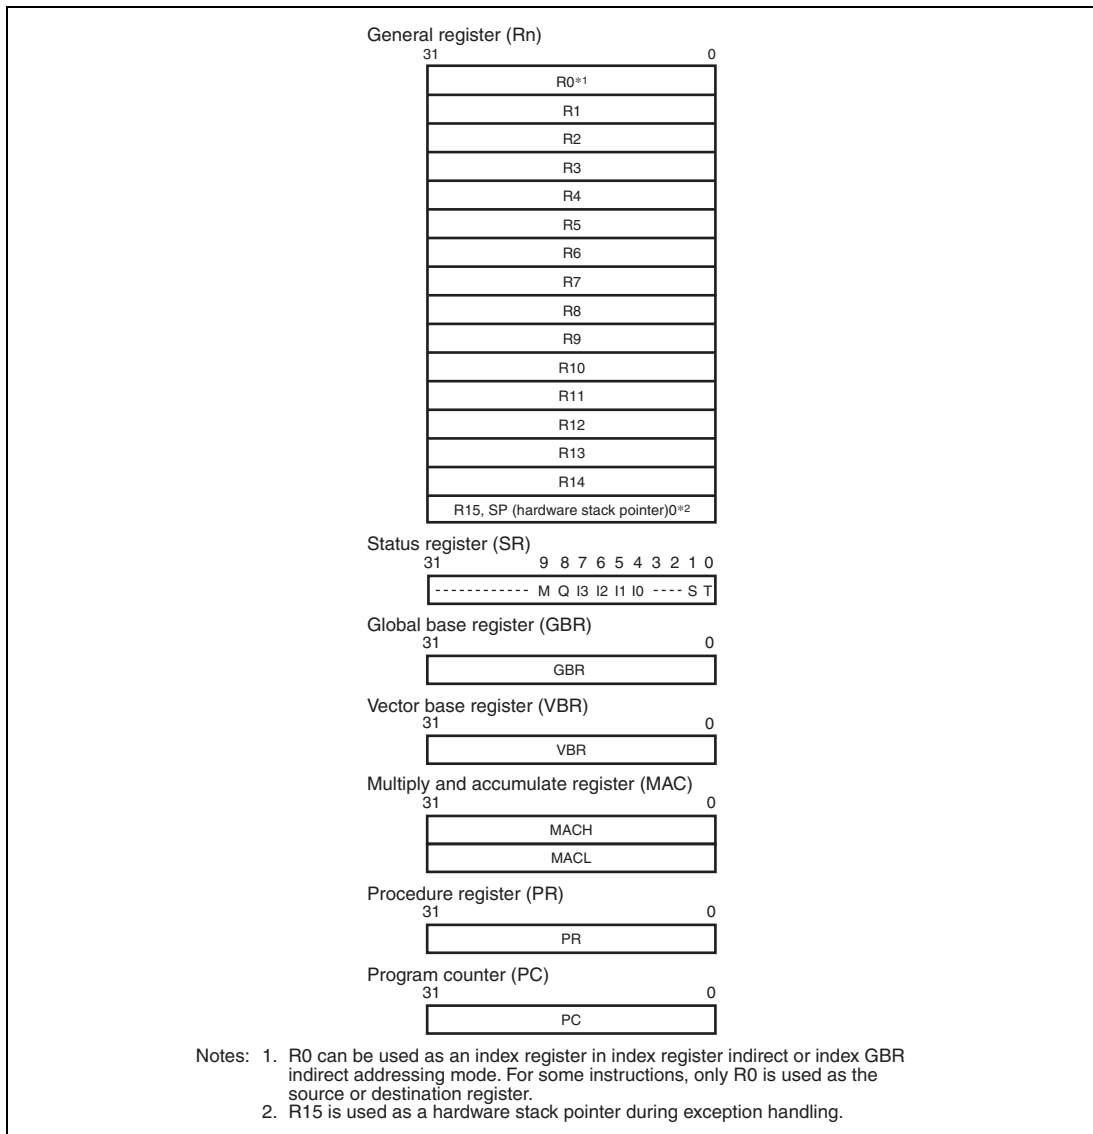 General register (Rn)
31 0
R0*1
R1
R2
R3
R4
R5
R6
R7
R8
R9
R10
R11
R12
R13
R14
R15, SP (hardware stack pointer)0*2
Status register (SR)
31 9 8 7 6 5 4 3 2 1 0
------------ M Q I3 I2 I1 I0 ---- S T
Global base register (GBR)
31 0
GBR
Vector base register (VBR)
31 0
VBR
Multiply and accumulate register (MAC)
31 0
MACH
MACL
Procedure register (PR)
31 0
PR
Program counter (PC)
31 0
PC
Notes: 1. R0 can be used as an index register in index register indirect or index GBR
indirect addressing mode. For some instructions, only R0 is used as the
source or destination register.
2. R15 is used as a hardware stack pointer during exception handling.